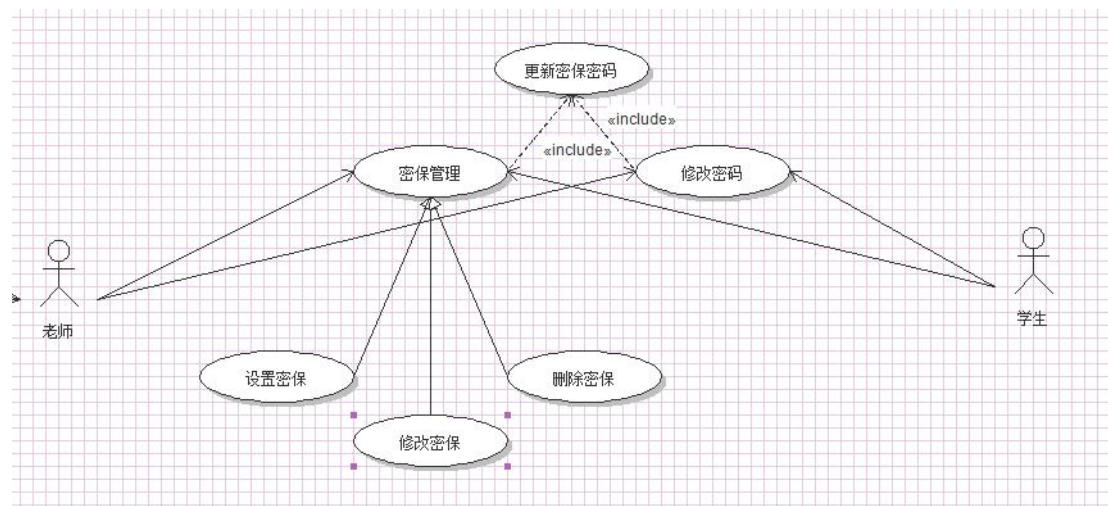 更新密保密码
«include»
«include»
密保管理
修改密码
老师
学生
设置密保
删除密保
修改密保